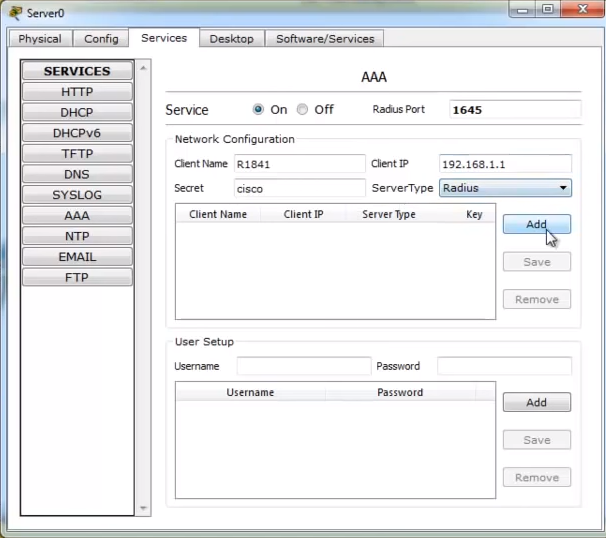 Server0
Physical Config Services Desktop Software/Services
SERVICES
HTTP
DHCP
DHCPv6
TFTP
DNS
SYSLOG
AAA
NTP
EMAIL
FTP
AAA
Service On Off Radius Port 1645
Network Configuration
Client Name R1841 Client IP 192.168.1.1
Secret cisco ServerType Radius
Client Name Client IP Server Type Key
Add
Save
Remove
User Setup
Username Password
Username Password
Add
Save
Remove